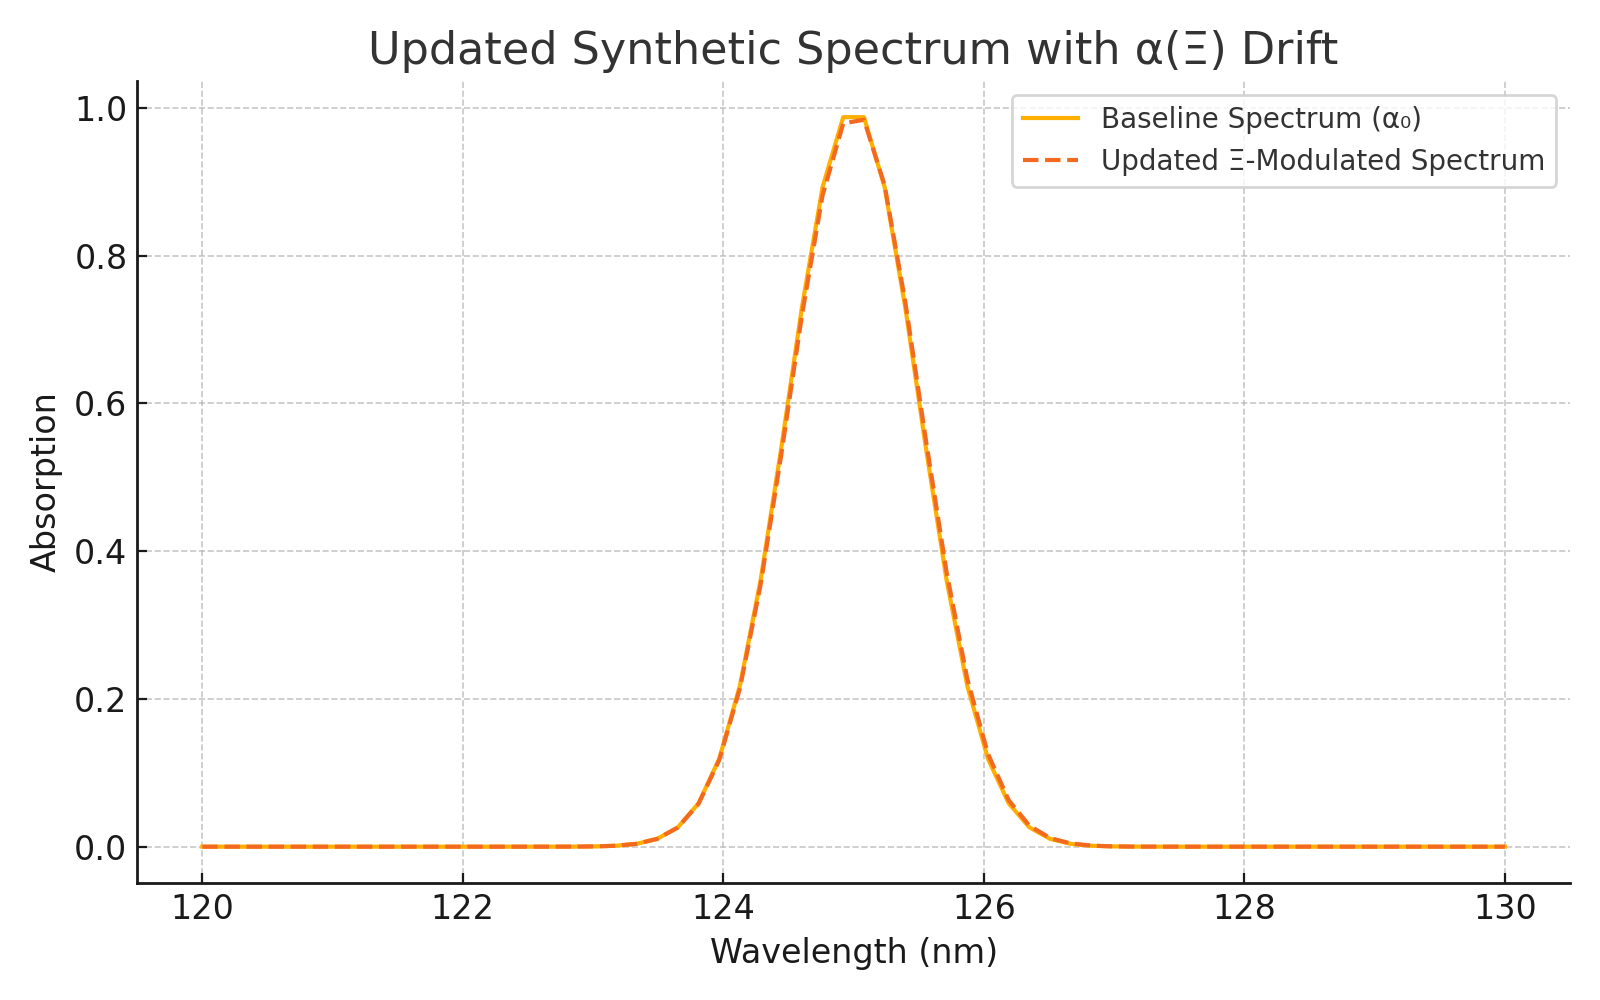 Updated Synthetic Spectrum with α(Ξ) Drift
Baseline Spectrum (α₀)
Updated Ξ-Modulated Spectrum
Absorption
1.0
0.8
0.6
0.4
0.2
0.0
120 122 124 126 128 130
Wavelength (nm)